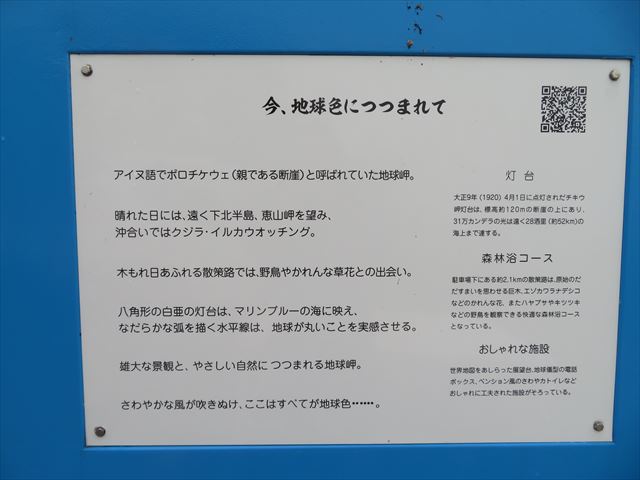 今、地球色につつまれて
アイヌ語でポロチケウェ（親である断崖）と呼ばれていた地球岬。
晴れた日には、遠く下北半島、恵山岬を望み、
沖合いではクジラ・イルカウオッチング。
木もれ日あふれる散策路では、野鳥やかれんな草花との出会い。
八角形の白亜の灯台は、マリンブルーの海に映え、
なだらかな弧を描く水平線は、地球が丸いことを実感させる。
雄大な景観と、やさしい自然に つつまれる地球岬。
さわやかな風が吹きぬけ、ここはすべてが地球色……。
灯台
大正9年（1920）4月1日に点灯されだチキウ
岬灯台は、標高約120mの断崖の上にあり、
31万カンデラの光は遠く28酒里（約52km）の
海上まで達する。
森林浴コース
駐車場下にある約2.1kmの散策路は、原始のだ
だすまいを思わせる巨木、エゾカワラナデシコ
などのかれんな花、またハヤブサやキツツキ
などの野鳥を観察できる快適な森林浴コース
となっている。
おしゃれな施設
世界地図をあしらった展望台、地球儀型の電話
ボックス、ペンション風のさわやカトイレなど
おしゃれに工夫された施設がそろっている。